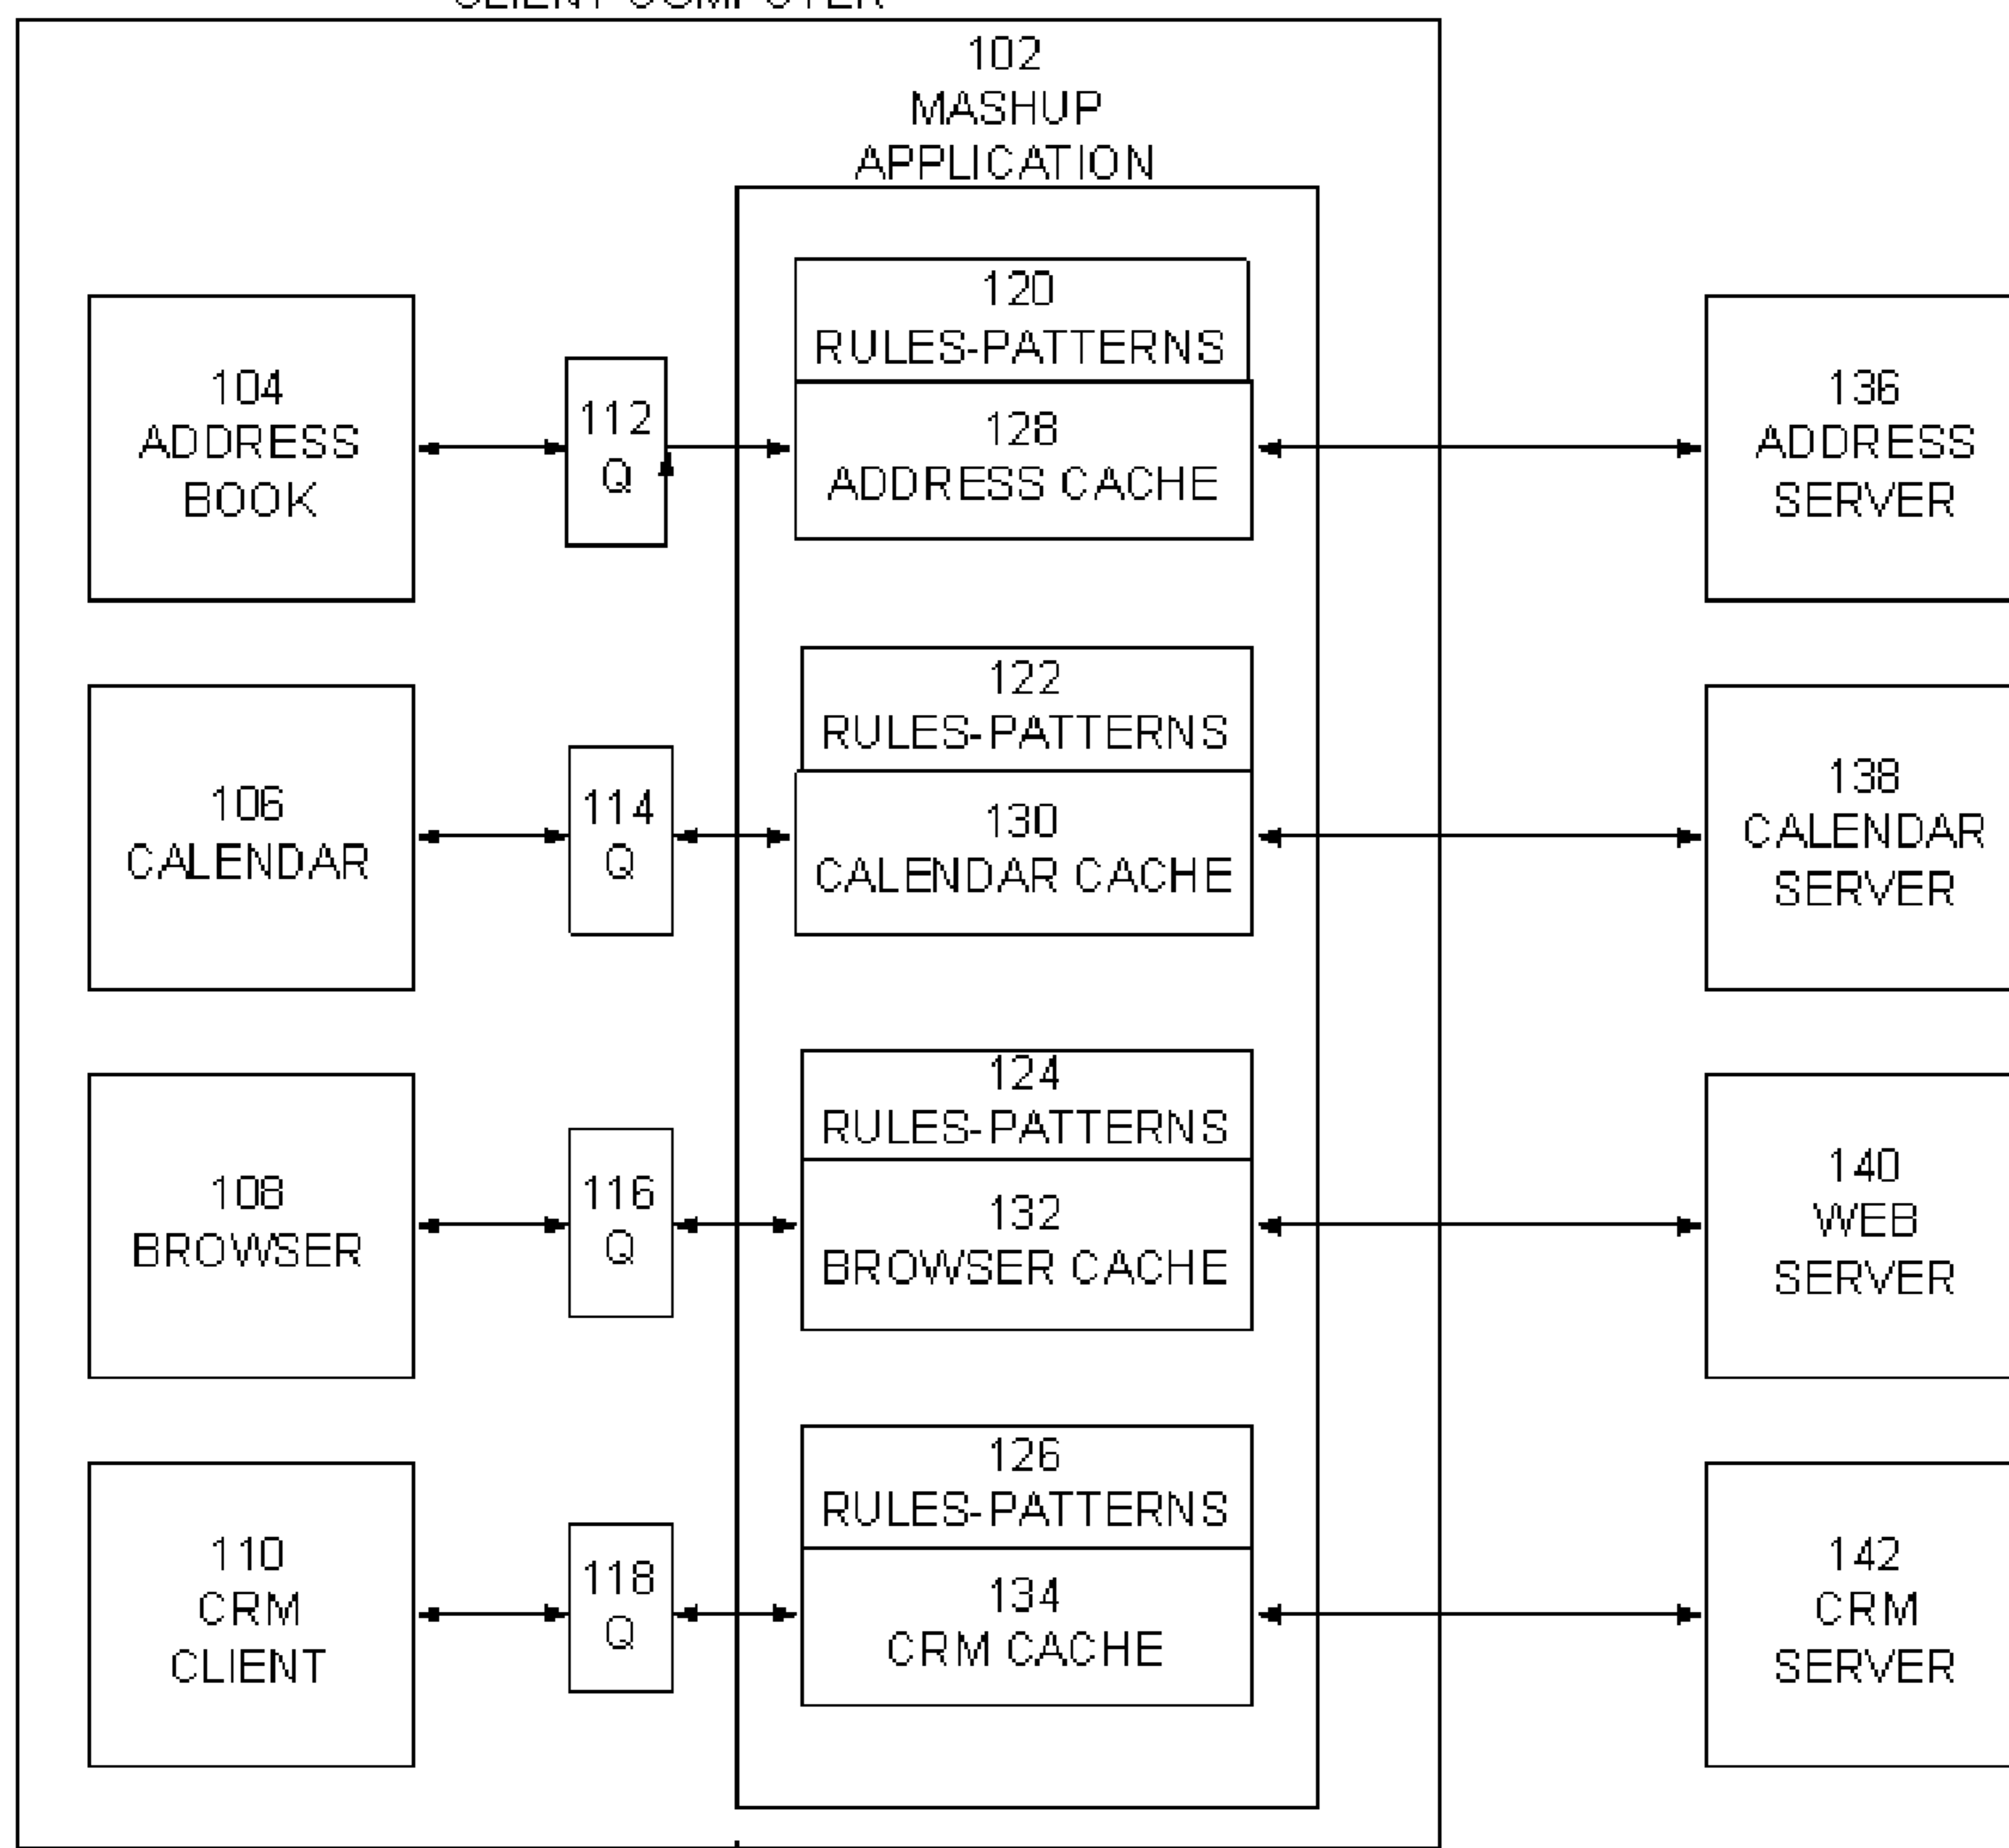 CLIENT COMPUTER
102
MASHUP
APPLICATION
104
ADDRESS
BOOK
112
Q
120
RULES-PATTERNS
128
ADDRESS CACHE
136
ADDRESS
SERVER
106
CALENDAR
114
Q
122
RULES-PATTERNS
130
CALENDAR CACHE
138
CALENDAR
SERVER
108
BROWSER
116
Q
124
RULES-PATTERNS
132
BROWSER CACHE
140
WEB
SERVER
110
CRM
CLIENT
118
Q
126
RULES-PATTERNS
134
CRM CACHE
142
CRM
SERVER